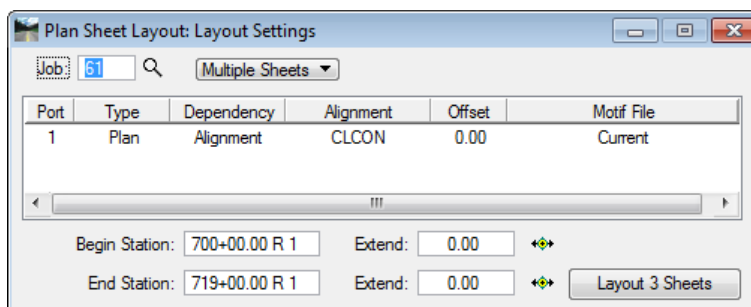 Plan Sheet Layout: Layout Settings
Job: 61 Multiple Sheets
Port Type Dependency Alignment Offset Motif File
1 Plan Alignment CLCON 0.00 Current
Begin Station: 700+00.00 R 1 Extend: 0.00
End Station: 719+00.00 R 1 Extend: 0.00 Layout 3 Sheets